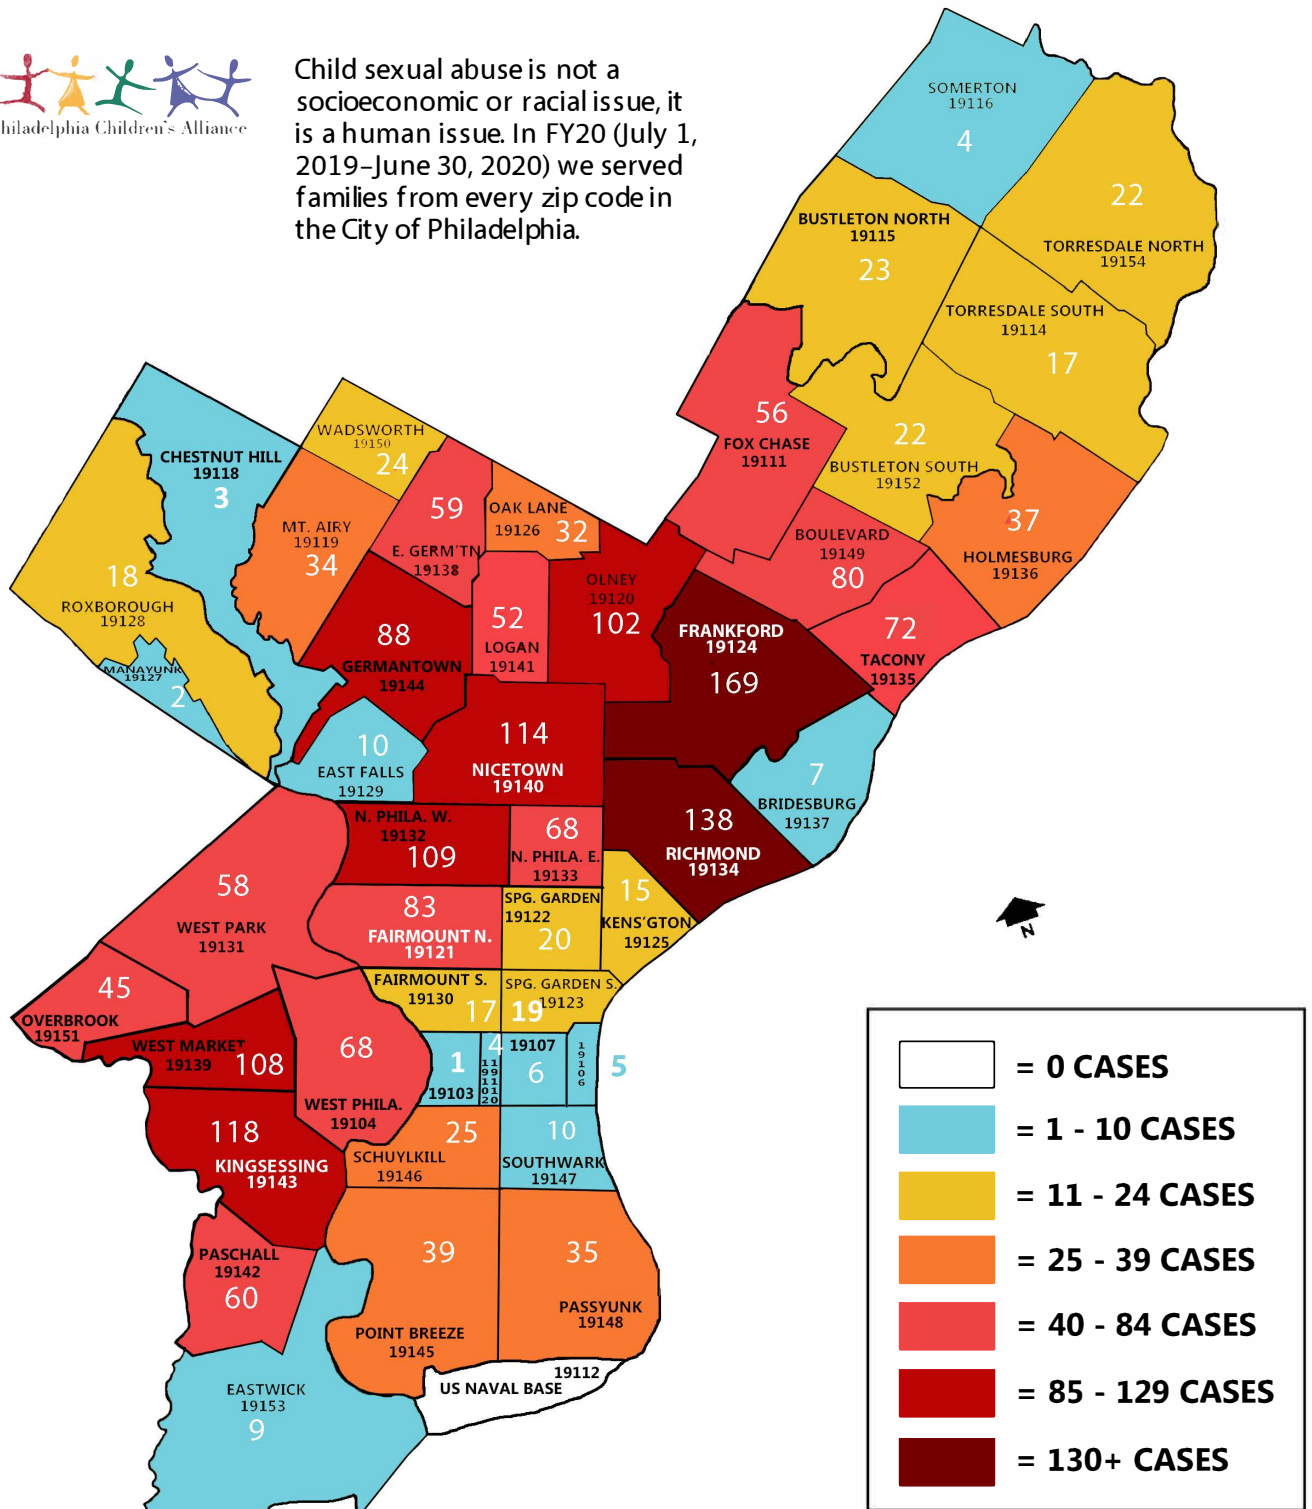 Philadelphia Children's Alliance
Child sexual abuse is not a
socioeconomic or racial issue, it
is a human issue. In FY20 (July 1,
2019–June 30, 2020) we served
families from every zip code in
the City of Philadelphia.
SOMERTON
19116
4
22
TORRESDALE NORTH
19154
BUSTLETON NORTH
19115
23
TORRESDALE SOUTH
19114
17
56
FOX CHASE
19111
22
BUSTLETON SOUTH
19152
37
HOLMESBURG
19136
BOULEVARD
19149
80
72
TACONY
19135
CHESTNUT HILL
19118
3
WADSWORTH
19150
24
MT. AIRY
19119
34
59
E. GERM'TN
19138
OAK LANE
19126 32
18
ROXBOROUGH
19128
MANAYUNK
19127
2
88
GERMANTOWN
19144
52
LOGAN
19141
OLNEY
19120
102
FRANKFORD
19124
169
10
EAST FALLS
19129
114
NICETOWN
19140
7
BRIDESBURG
19137
N. PHILA. W.
19132
109
68
N. PHILA. E.
19133
138
RICHMOND
19134
58
WEST PARK
19131
83
FAIRMOUNT N.
19121
SPG. GARDEN
19122
20
15
KENS'GTON
19125
N
45
OVERBROOK
19151
FAIRMOUNT S.
19130
17
SPG. GARDEN S.
19123
19
WEST MARKET
19139 108
68
WEST PHILA.
19104
1
19103
4
19102
19107
6
19106
5
118
KINGSESSING
19143
25
SCHUYLKILL
19146
10
SOUTHWARK
19147
PASCHALL
19142
60
39
POINT BREEZE
19145
35
PASSYUNK
19148
19112
US NAVAL BASE
EASTWICK
19153
9
= 0 CASES
= 1 - 10 CASES
= 11 - 24 CASES
= 25 - 39 CASES
= 40 - 84 CASES
= 85 - 129 CASES
= 130+ CASES